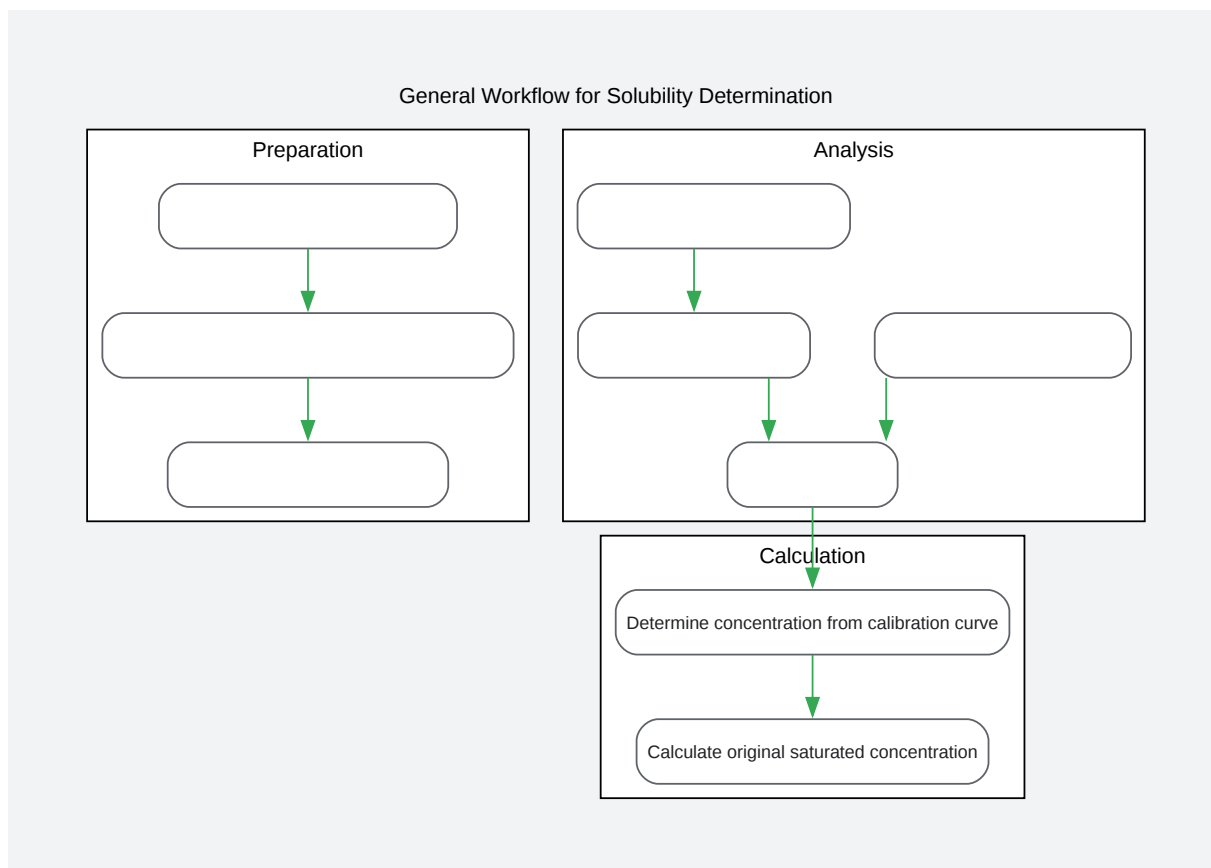 General Workflow for Solubility Determination
Preparation
Analysis
Calculation
Determine concentration from calibration curve
Calculate original saturated concentration